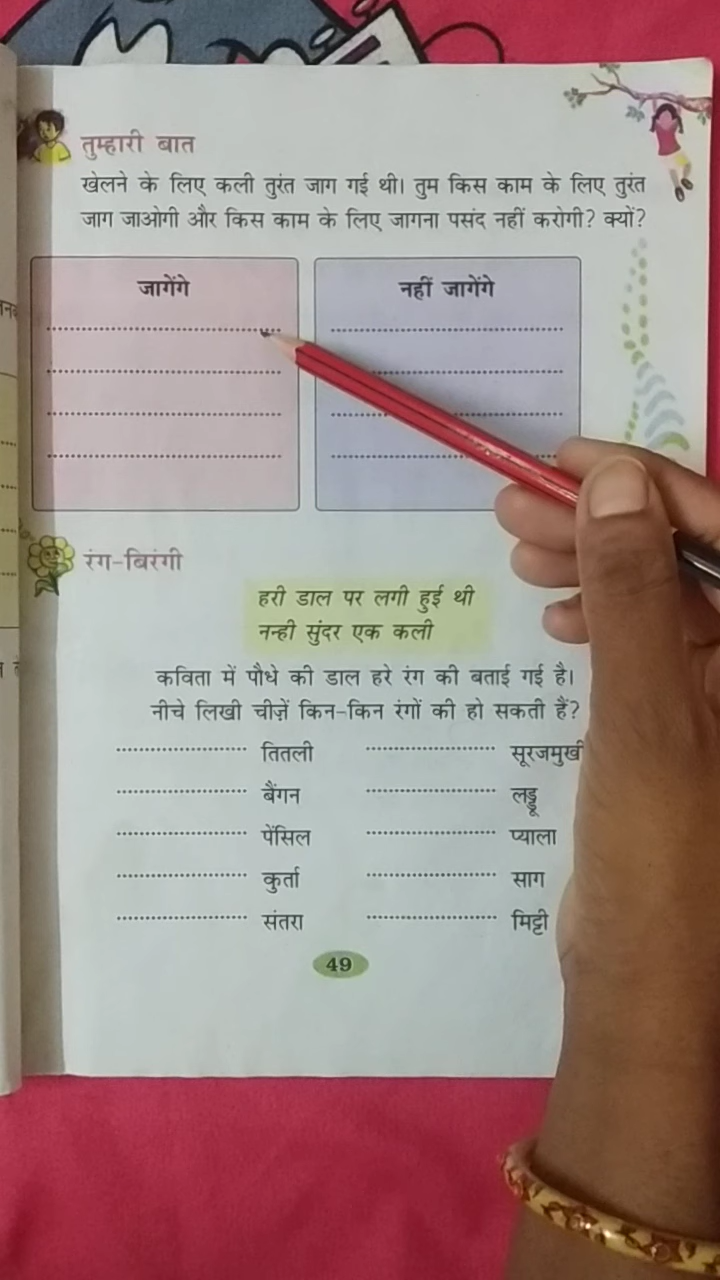 तुम्हारी बात
खेलने के लिए कली तुरंत जाग गई थी। तुम किस काम के लिए तुरंत
जाग जाओगी और किस काम के लिए जागना पसंद नहीं करोगी? क्यों?
जागेंगे
नहीं जागेंगे
रंग-बिरंगी
हरी डाल पर लगी हुई थी
नन्ही सुंदर एक कली
कविता में पौधे की डाल हरे रंग की बताई गई है।
नीचे लिखी चीज़ें किन-किन रंगों की हो सकती हैं?
.......................... तितली .......................... सूरजमुखी
.......................... बैंगन .......................... लड्डू
.......................... पेंसिल .......................... प्याला
.......................... कुर्ता .......................... साग
.......................... संतरा .......................... मिट्टी
49